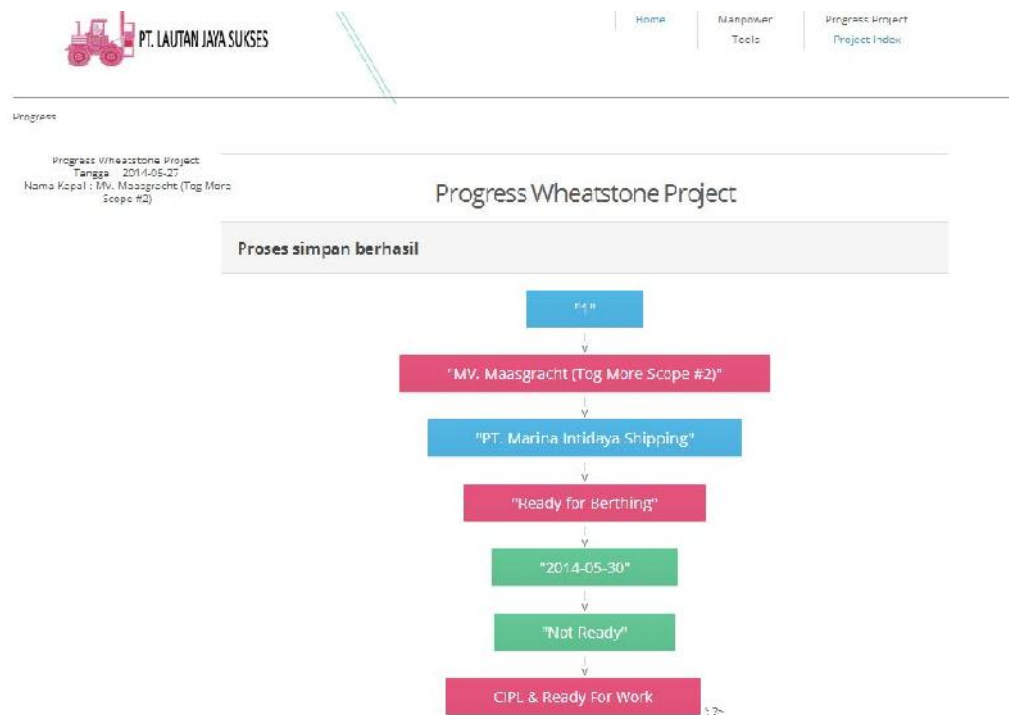 PT. LAUTAN JAYA SUKSES
Home
Manpower
Progress Project
Tools
Project Index
Progress
Progress Wheatstone Project
Tangga 2014-05-27
Nama Kapal : MV. Maasgracht (Tog More
Scope #2)
Progress Wheatstone Project
Proses simpan berhasil
"1"
"MV. Maasgracht (Tog More Scope #2)"
"PT. Marina Intidaya Shipping"
"Ready for Berthing"
"2014-05-30"
"Not Ready"
CIPL & Ready For Work